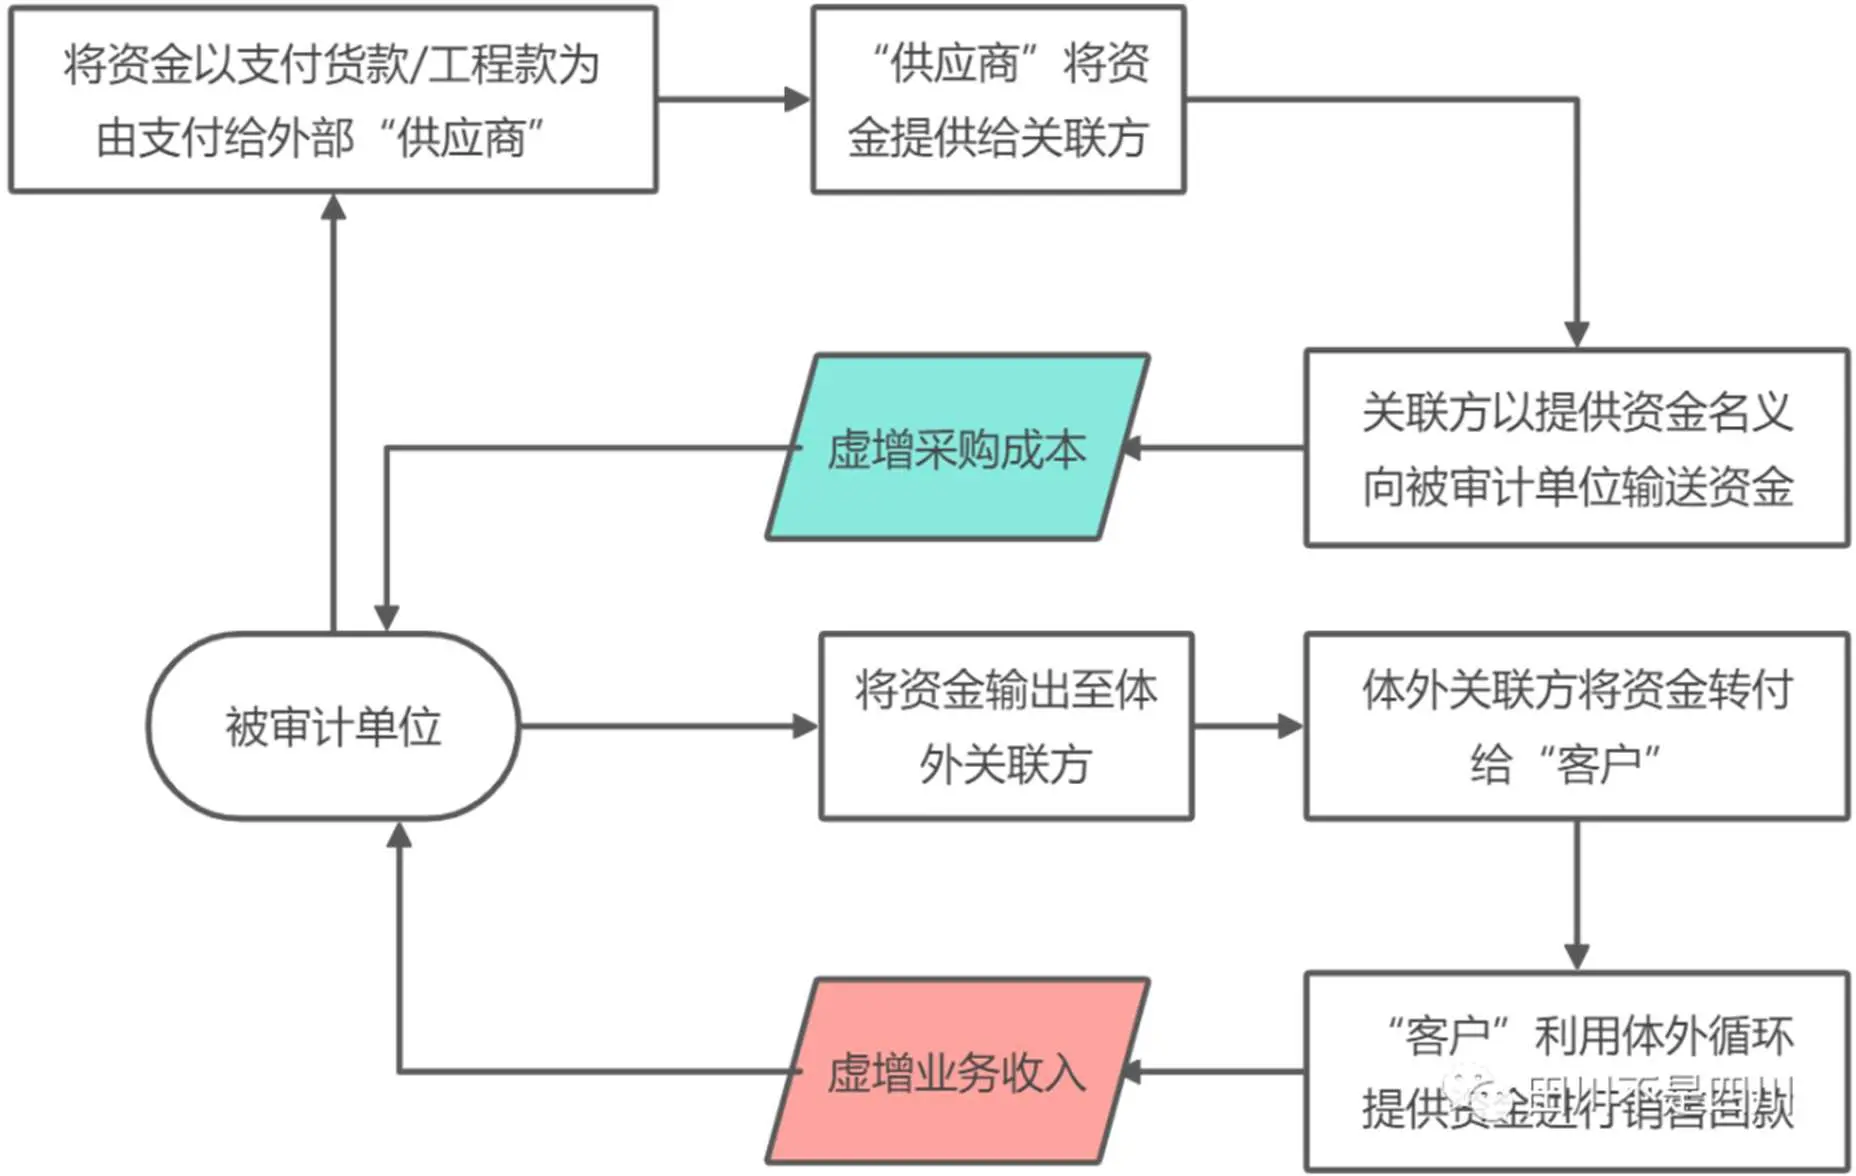 将资金以支付货款/工程款为
由支付给外部“供应商”
“供应商”将资
金提供给关联方
关联方以提供资金名义
向被审计单位输送资金
虚增采购成本
被审计单位
将资金输出至体
外关联方
体外关联方将资金转付
给“客户”
“客户”利用体外循环
提供资金进行销售回款
虚增业务收入